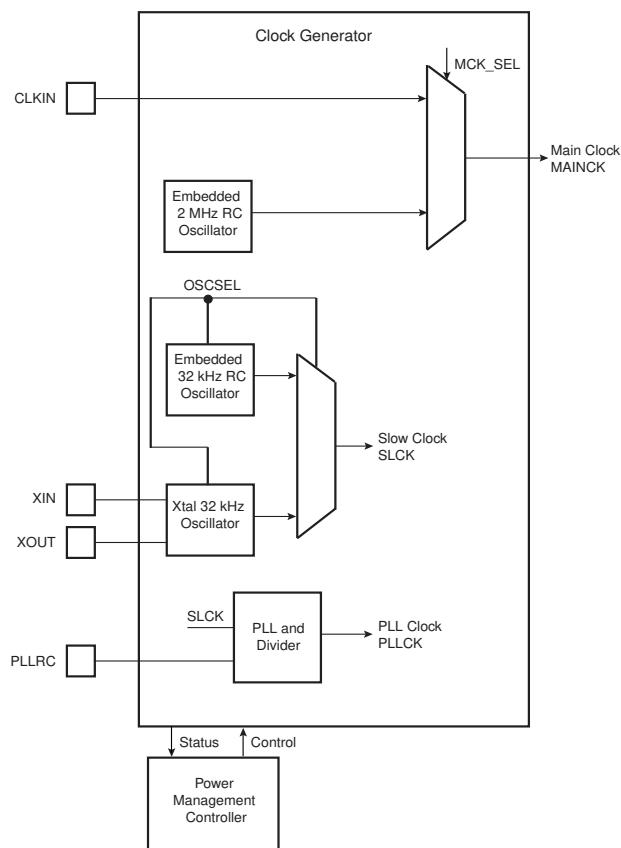 Clock Generator
MCK_SEL
CLKIN
Main Clock
MAINCK
Embedded
2 MHz RC
Oscillator
OSCSEL
Embedded
32 kHz RC
Oscillator
Slow Clock
SLCK
XIN
Xtal 32 kHz
Oscillator
XOUT
SLCK
PLL and
Divider
PLL Clock
PLLCK
PLLRC
Status
Control
Power
Management
Controller